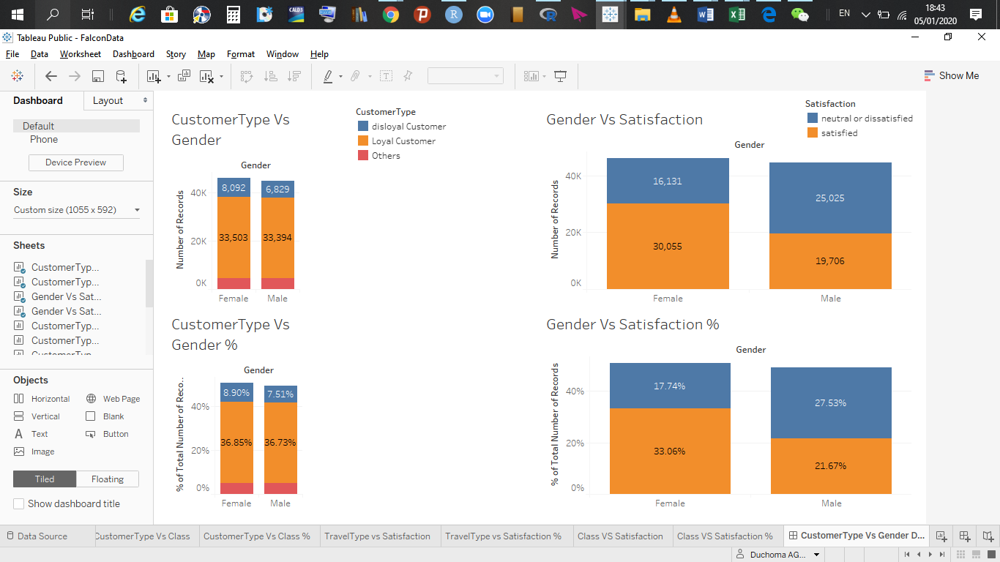 CALD3
EN
18:43
05/01/2020
Tableau Public - FalconData
File Data Worksheet Dashboard Story Map Format Window Help
Show Me
Dashboard
Layout
Default
Phone
Device Preview
Size
Custom size (1055 x 592)
Sheets
CustomerTyp...
CustomerTyp...
Gender Vs Sat...
Gender Vs Sat...
CustomerTyp...
CustomerTyp...
Objects
Horizontal
Web Page
Vertical
Blank
Text
Button
Image
Tiled
Floating
Show dashboard title
CustomerType Vs
Gender
Gender
Number of Records
40K
20K
0K
8,092
6,829
33,503
33,394
Female
Male
CustomerType
disloyal Customer
Loyal Customer
Others
Gender Vs Satisfaction
Satisfaction
neutral or dissatisfied
satisfied
Gender
Number of Records
40K
20K
0K
16,131
25,025
30,055
19,706
Female
Male
CustomerType Vs
Gender %
Gender
% of Total Number of Reco..
40%
20%
0%
8.90%
7.51%
36.85%
36.73%
Female
Male
Gender Vs Satisfaction %
Gender
% of Total Number of Records
40%
20%
0%
17.74%
27.53%
33.06%
21.67%
Female
Male
Data Source
CustomerType Vs Class
CustomerType Vs Class %
TravelType vs Satisfaction
TravelType vs Satisfaction %
Class VS Satisfaction
Class VS Satisfaction %
CustomerType Vs Gender D...
Duchoma AG...